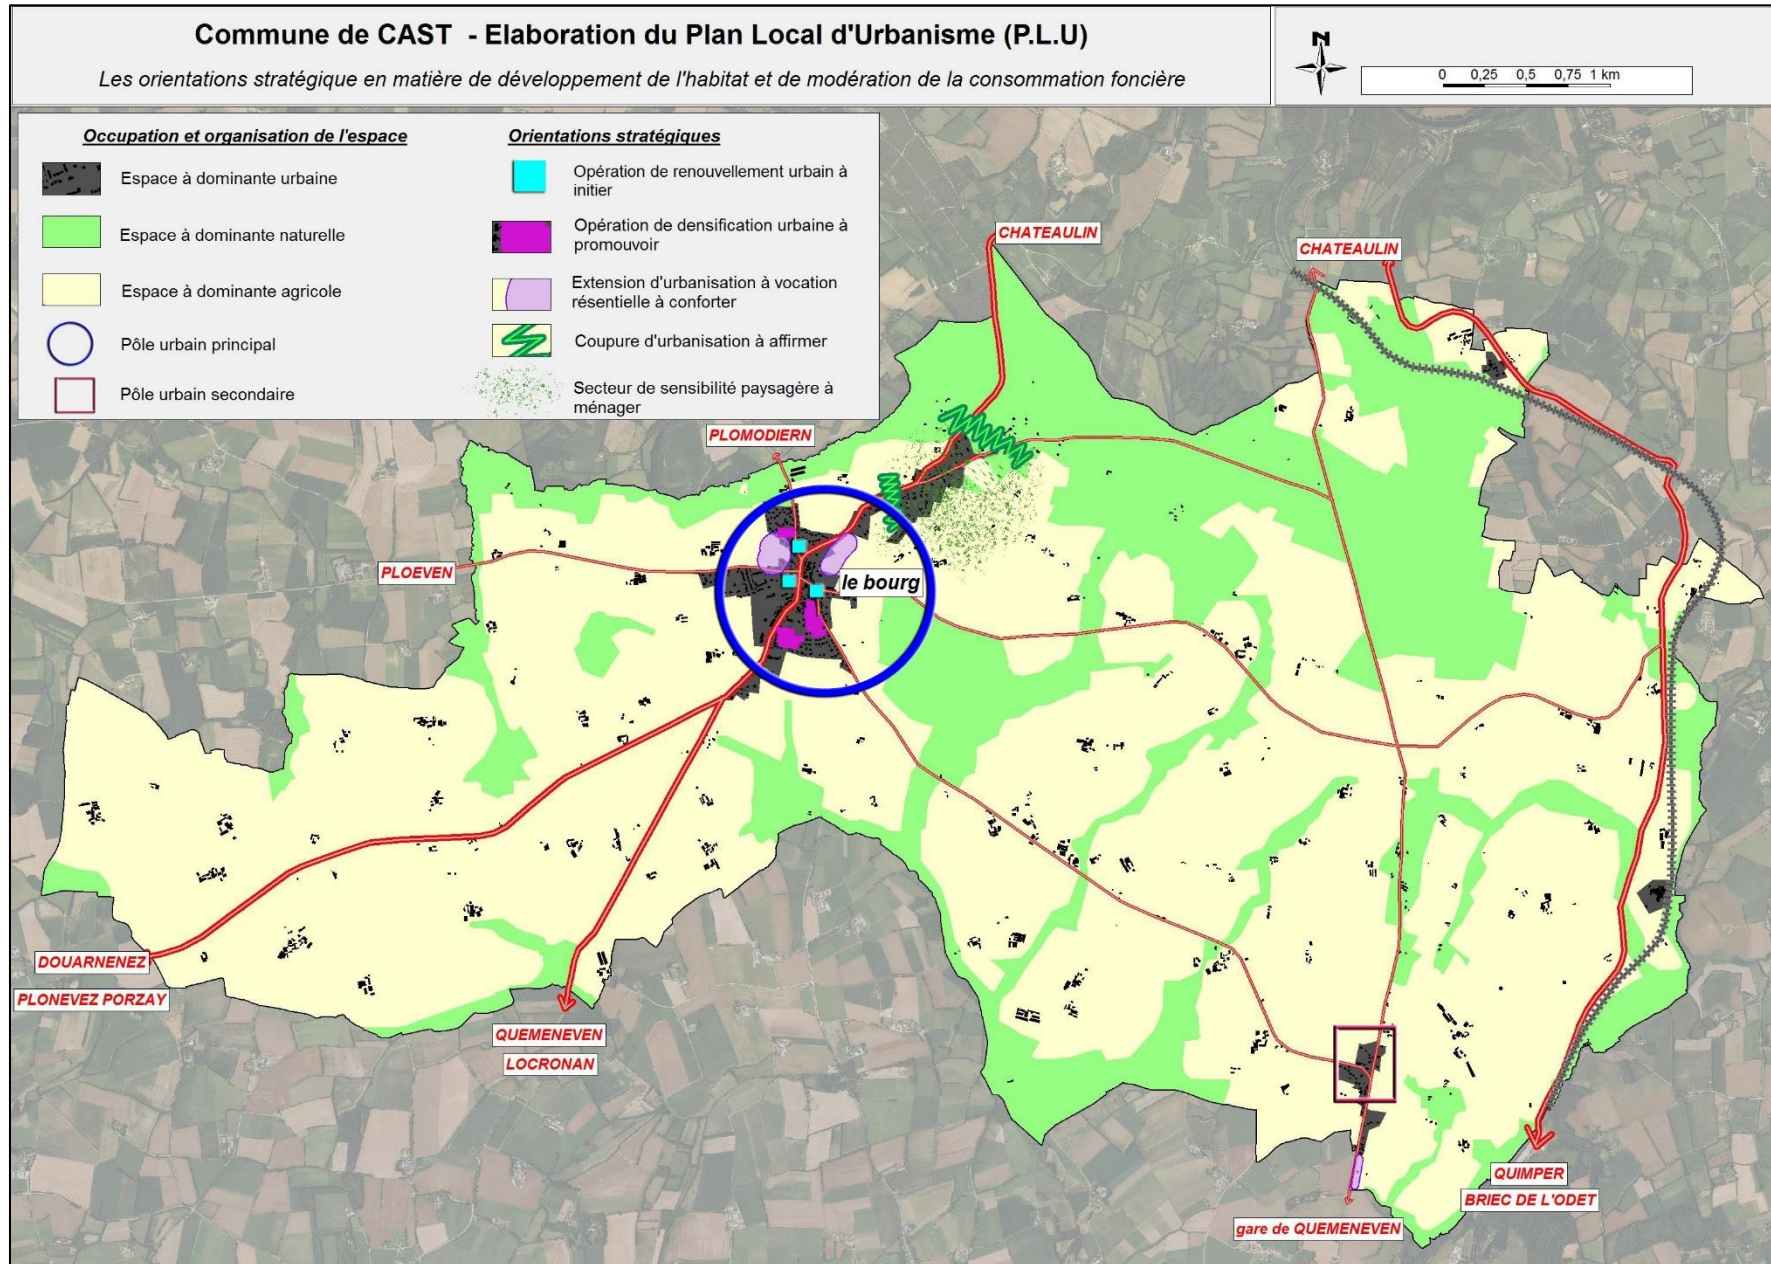 Commune de CAST - Elaboration du Plan Local d'Urbanisme (P.L.U)
Les orientations stratégique en matière de développement de l'habitat et de modération de la consommation foncière
N
0 0,25 0,5 0,75 1 km
Occupation et organisation de l'espace
Espace à dominante urbaine
Espace à dominante naturelle
Espace à dominante agricole
Pôle urbain principal
Pôle urbain secondaire
Orientations stratégiques
Opération de renouvellement urbain à
initier
Opération de densification urbaine à
promouvoir
Extension d'urbanisation à vocation
résentielle à conforter
Coupure d'urbanisation à affirmer
Secteur de sensibilité paysagère à
ménager
CHATEAULIN
CHATEAULIN
PLOMODIERN
PLOEVEN
le bourg
DOUARNENEZ
PLONEVEZ PORZAY
QUEMENEVEN
LOCRONAN
QUIMPER
BRIEC DE L'ODET
gare de QUEMENEVEN